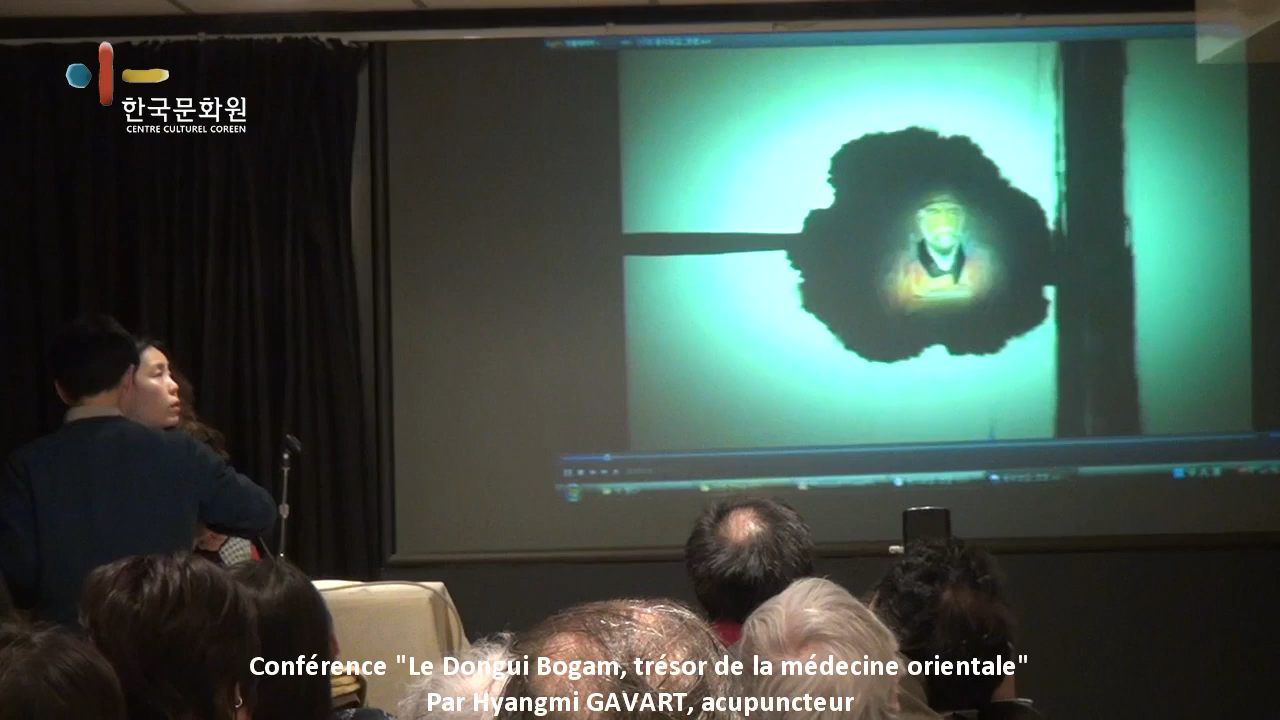 한국문화원
CENTRE CULTUREL COREEN
Conférence "Le Dongui Bogam, trésor de la médecine orientale"
Par Hyangmi GAVART, acupuncteur